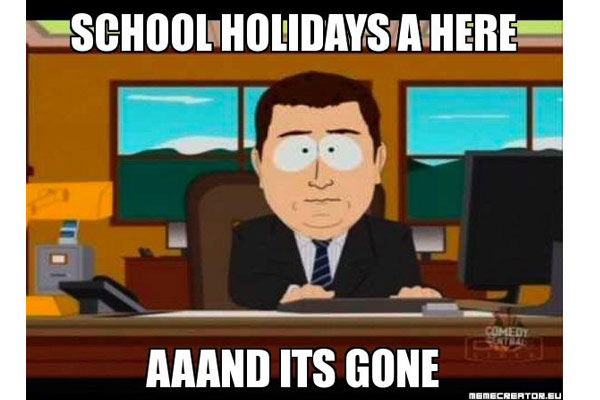 SCHOOL HOLIDAYS A HERE
COMEDY
CENTRAL
AAAND ITS GONE
MEMECREATOR.EU